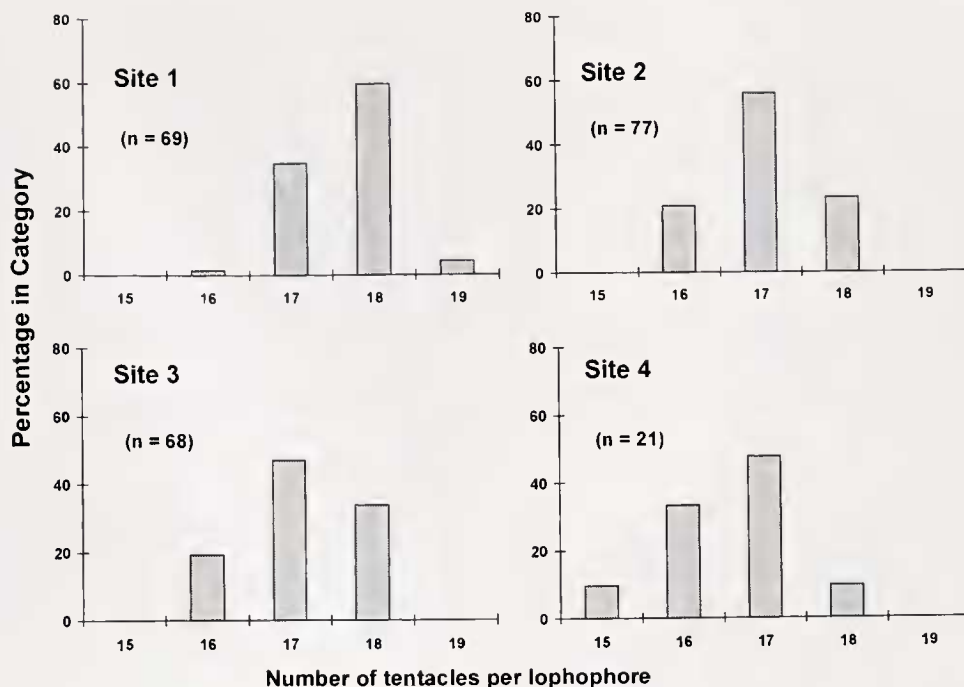 80
60
40
20
0
Site 1
(n = 69)
15 16 17 18 19
80
60
40
20
0
Site 2
(n = 77)
15 16 17 18 19
80
60
40
20
0
Site 3
(n = 68)
15 16 17 18 19
80
60
40
20
0
Site 4
(n = 21)
15 16 17 18 19
Percentage in Category
Number of tentacles per lophophore